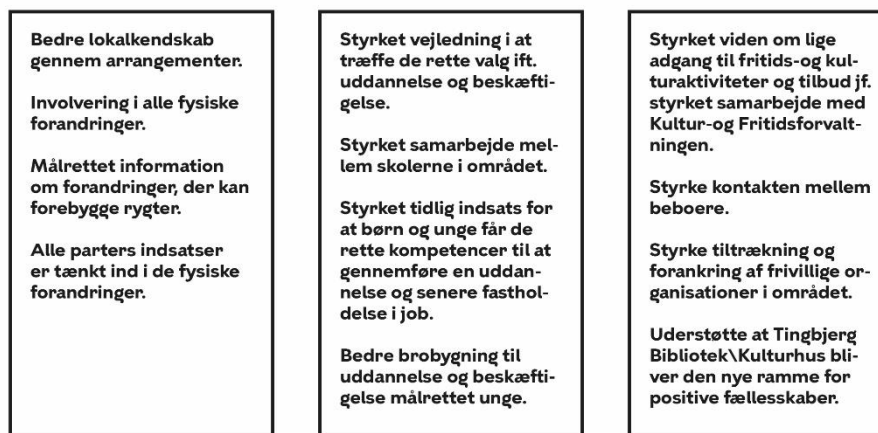 Bedre lokalkendskab
gennem arrangementer.
Involvering i alle fysiske
forandringer.
Målrettet information
om forandringer, der kan
forebygge rygter.
Alle parters indsatser
er tænkt ind i de fysiske
forandringer.
Styrket vejledning i at
træffe de rette valg ift.
uddannelse og beskæfti-
gelse.
Styrket samarbejde mel-
lem skolerne i området.
Styrket tidlig indsats for
at børn og unge får de
rette kompetencer til at
gennemføre en uddan-
nelse og senere fasthol-
delse i job.
Bedre brobygning til
uddannelse og beskæfti-
gelse målrettet unge.
Styrket viden om lige
adgang til fritids-og kul-
turaktiviteter og tilbud jf.
styrket samarbejde med
Kultur-og Fritidsforvalt-
ningen.
Styrke kontakten mellem
beboere.
Styrke tiltrækning og
forankring af frivillige or-
ganisationer i området.
Uderstøtte at Tingbjerg
Bibliotek\Kulturhus bli-
ver den nye ramme for
positive fællesskaber.